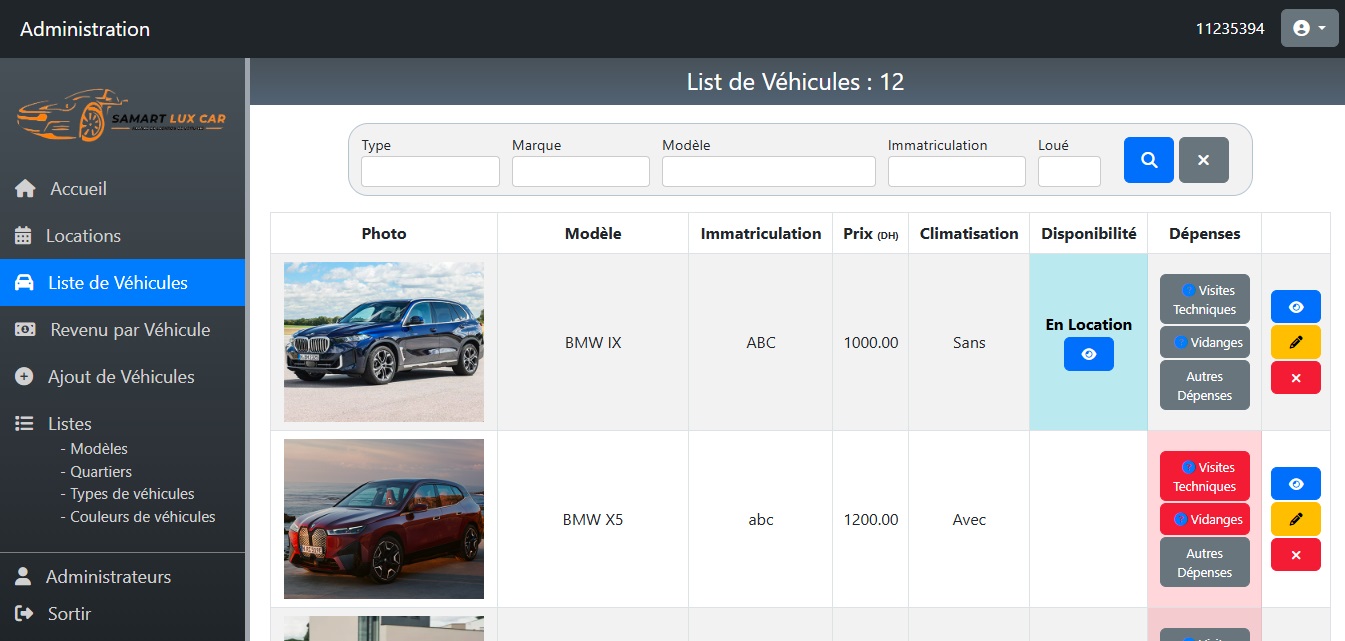 Administration
11235394
SAMART LUX CAR
Accueil
Locations
Liste de Véhicules
Revenu par Véhicule
Ajout de Véhicules
Listes
- Modèles
- Quartiers
- Types de véhicules
- Couleurs de véhicules
Administrateurs
Sortir
List de Véhicules : 12
Type Marque Modèle Immatriculation Loué
Photo Modèle Immatriculation Prix (DH) Climatisation Disponibilité Dépenses
BMW IX ABC 1000.00 Sans
En Location
Visites
Techniques
Vidanges
Autres
Dépenses
BMW X5 abc 1200.00 Avec
Visites
Techniques
Vidanges
Autres
Dépenses